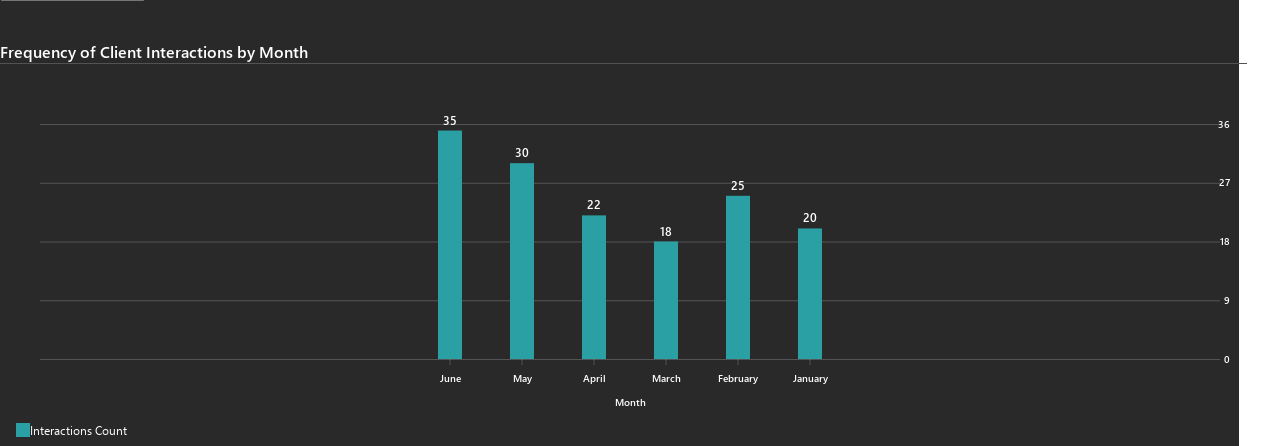 Frequency of Client Interactions by Month
35
30
22
18
25
20
36
27
18
9
0
June
May
April
March
February
January
Month
Interactions Count